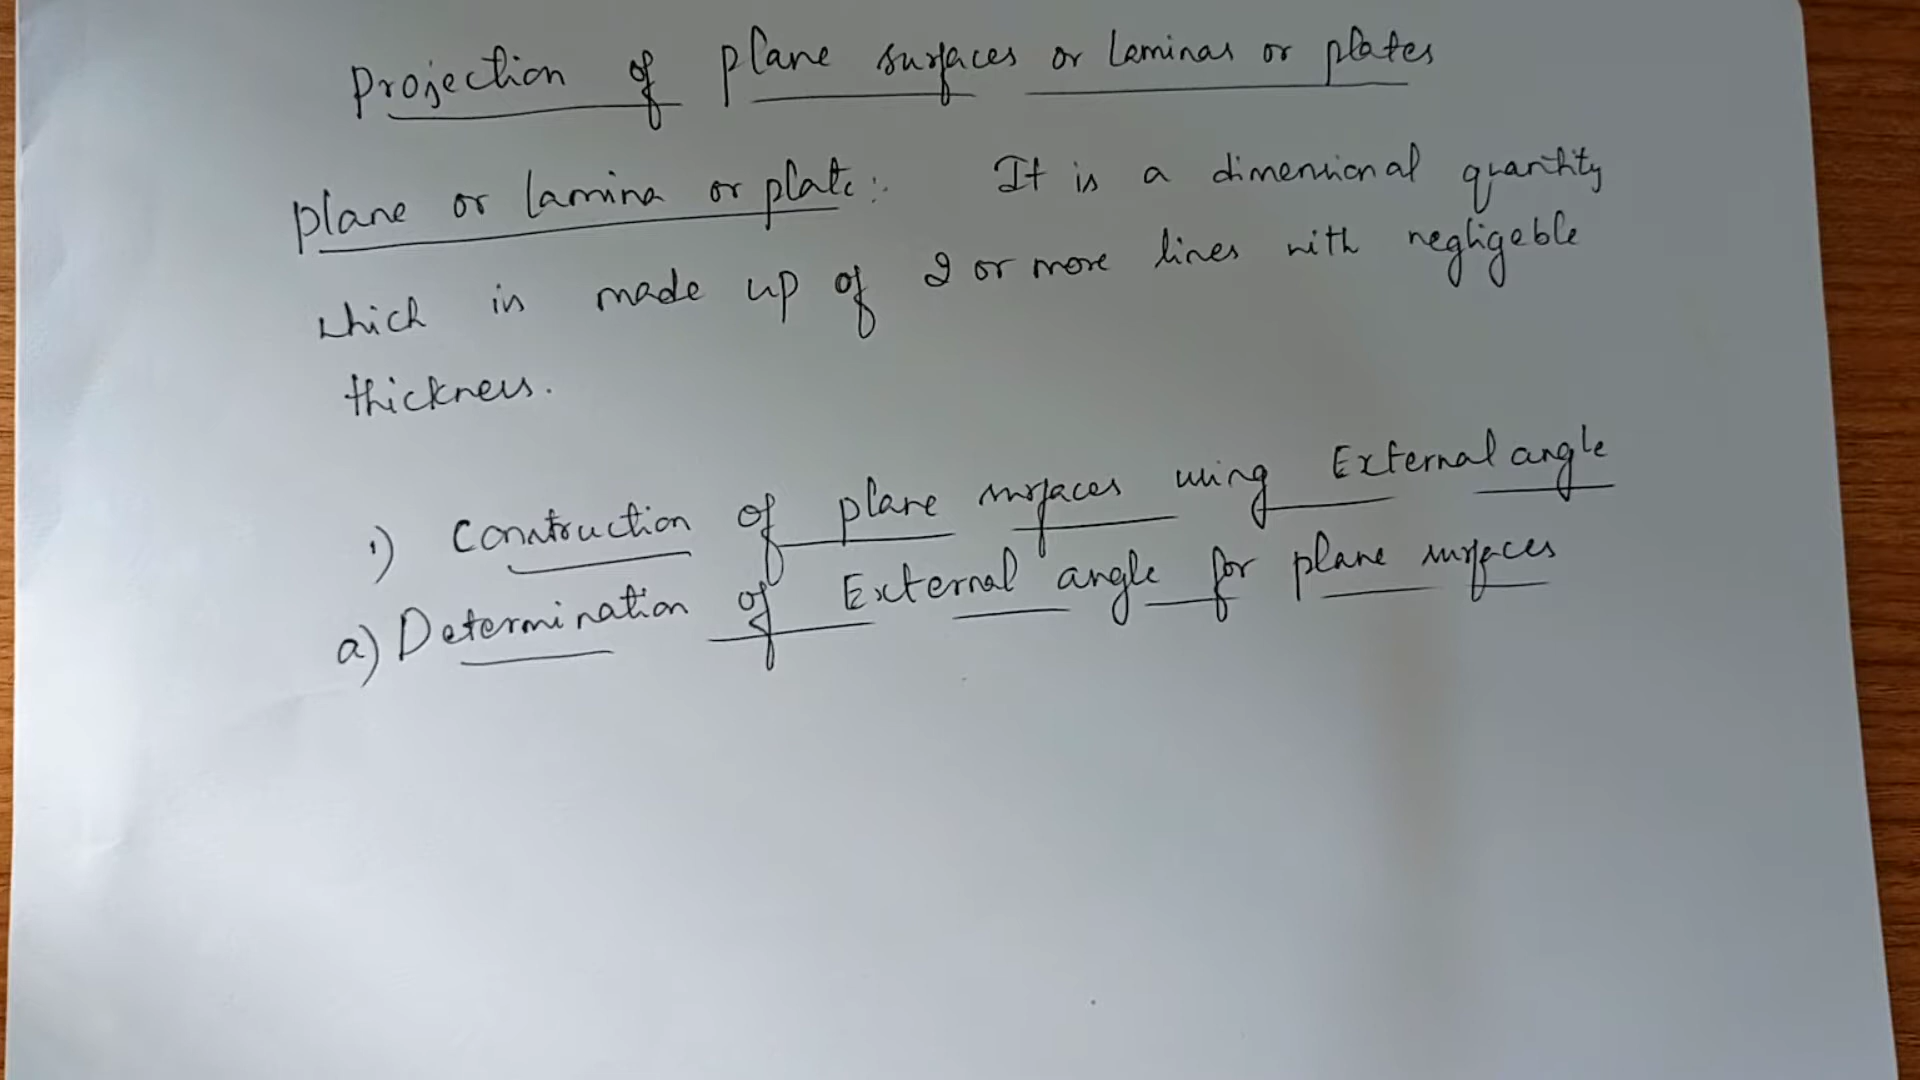 Projection of plane surfaces or laminas or plates
plane or lamina or plate:. It is a dimensional quantity
which is made up of 2 or more lines with negligeble
thickness.
1) Construction of plane surfaces using External angle
a) Determination of External angle for plane surfaces